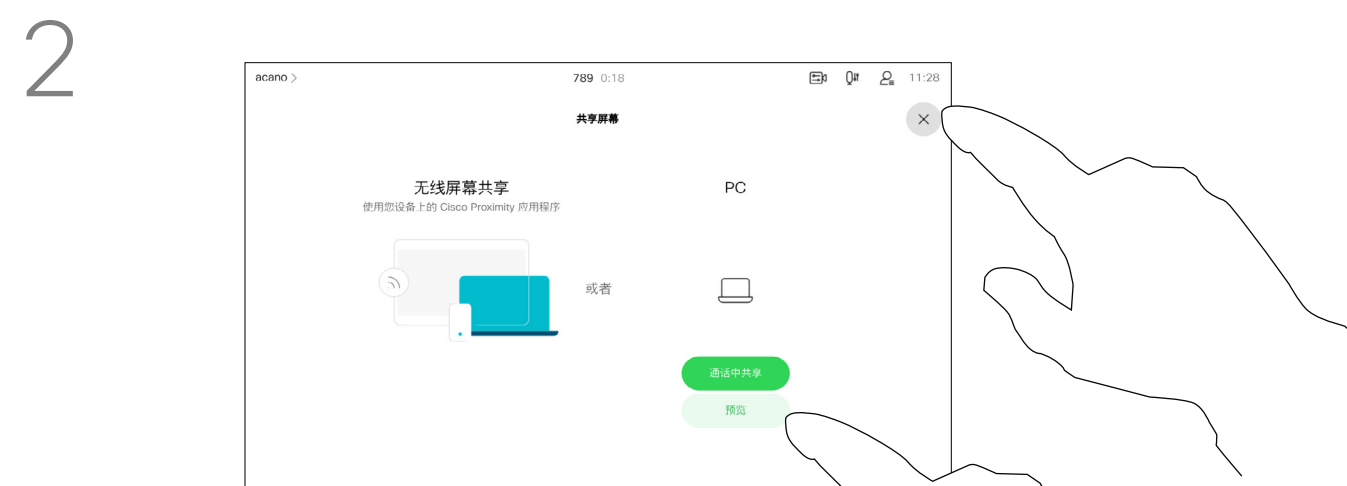 2
acano >
789 0:18
11:28
共享屏幕
无线屏幕共享
使用您设备上的 Cisco Proximity 应用程序
PC
或者
通话中共享
预览